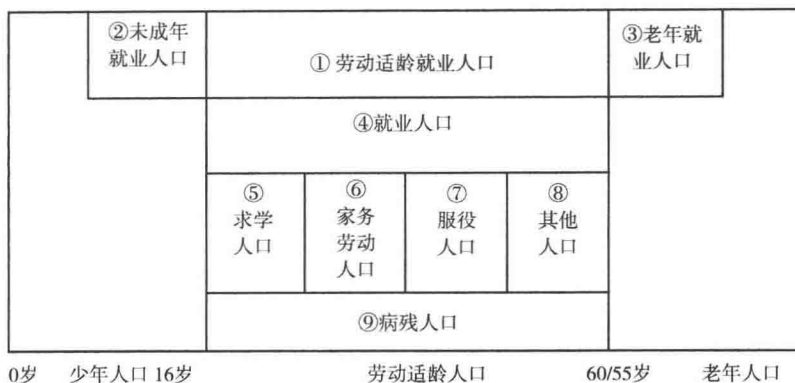 ②未成年
就业人口
①劳动适龄就业人口
③老年就
业人口
④就业人口
⑤
求学
人口
⑥
家务
劳动
人口
⑦
服役
人口
⑧
其他
人口
⑨病残人口
0岁 少年人口 16岁 劳动适龄人口 60/55岁 老年人口